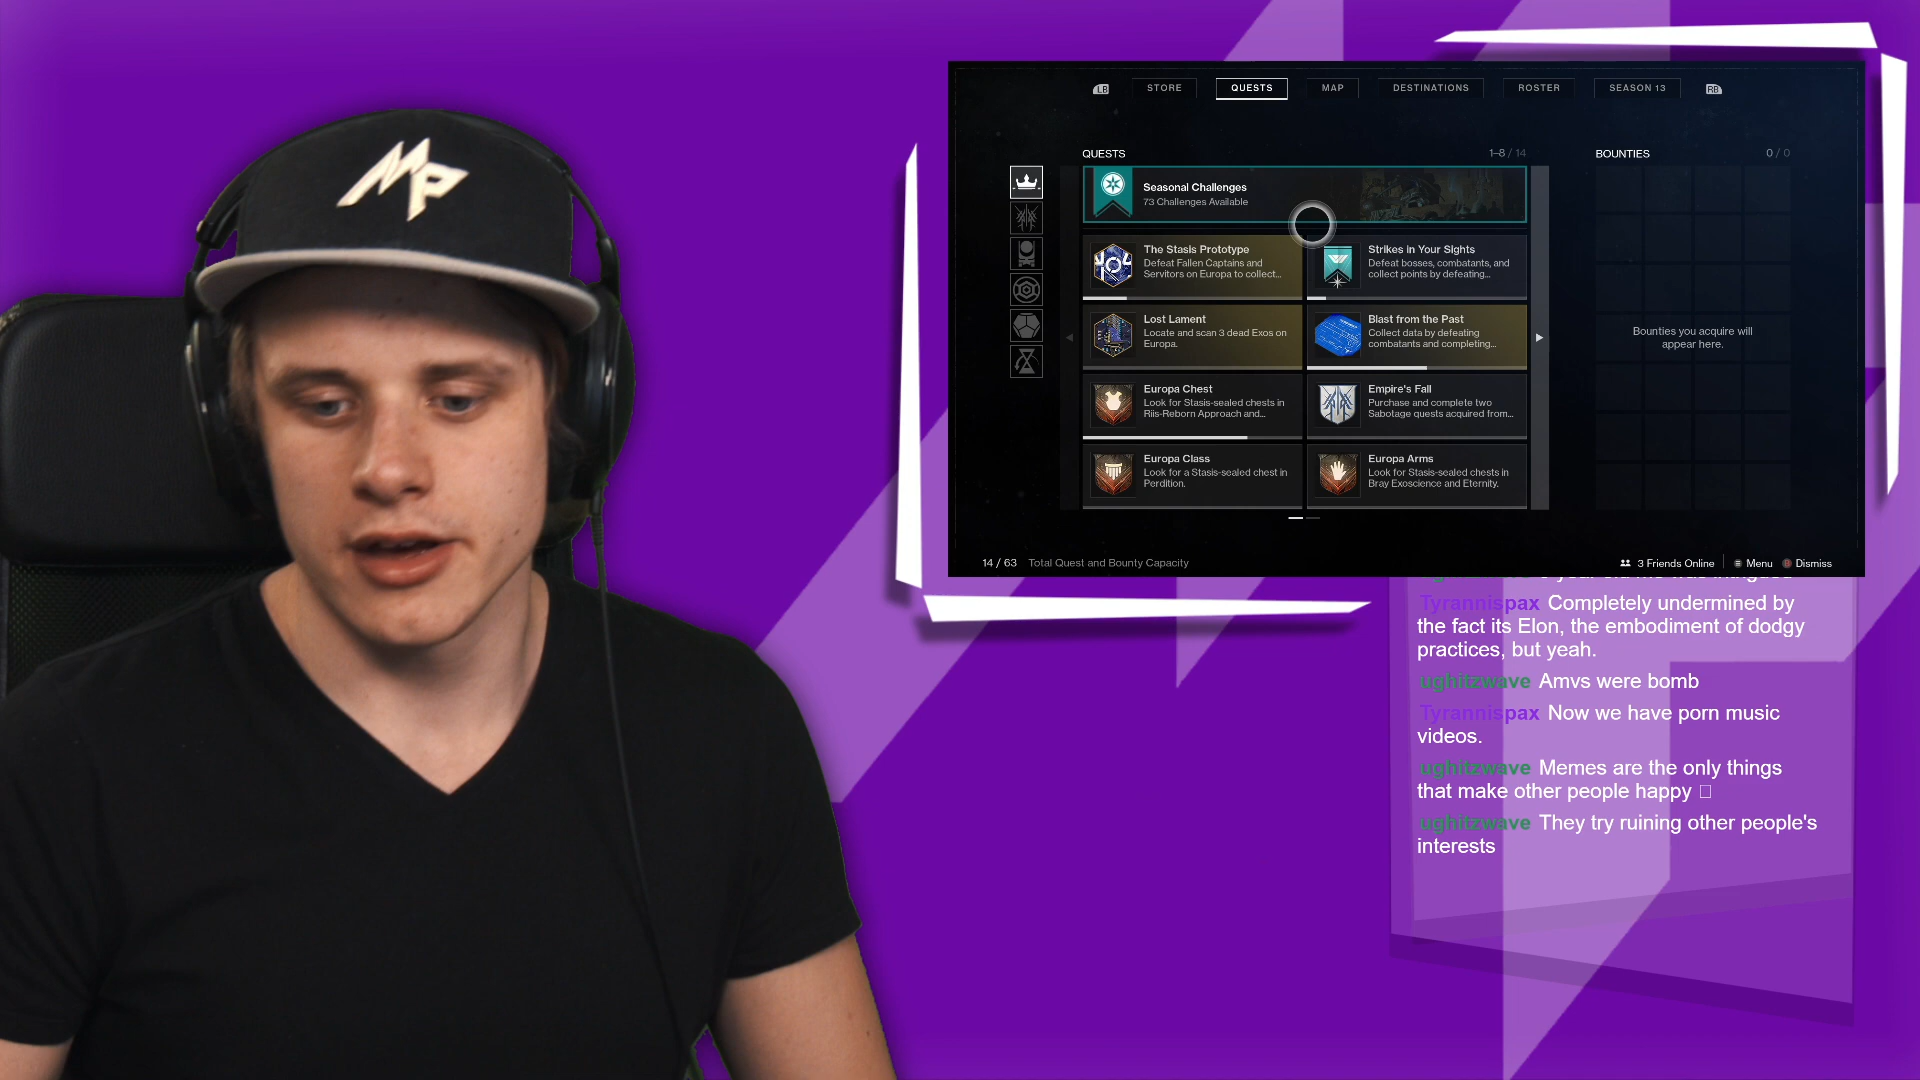 MP
LB STORE QUESTS MAP DESTINATIONS ROSTER SEASON 13 RB
QUESTS 1–8 / 14
Seasonal Challenges
73 Challenges Available
The Stasis Prototype
Defeat Fallen Captains and
Servitors on Europa to collect...
Strikes in Your Sights
Defeat bosses, combatants, and
collect points by defeating...
Lost Lament
Locate and scan 3 dead Exos on
Europa.
Blast from the Past
Collect data by defeating
combatants and completing...
Europa Chest
Look for Stasis-sealed chests in
Riis-Reborn Approach and...
Empire's Fall
Purchase and complete two
Sabotage quests acquired from...
Europa Class
Look for a Stasis-sealed chest in
Perdition.
Europa Arms
Look for Stasis-sealed chests in
Bray Exoscience and Eternity.
BOUNTIES 0 / 0
Bounties you acquire will
appear here.
14 / 63 Total Quest and Bounty Capacity
3 Friends Online Menu Dismiss
Tyrannispax Completely undermined by
the fact its Elon, the embodiment of dodgy
practices, but yeah.
ughitzwave Amvs were bomb
Tyrannispax Now we have porn music
videos.
ughitzwave Memes are the only things
that make other people happy
ughitzwave They try ruining other people's
interests